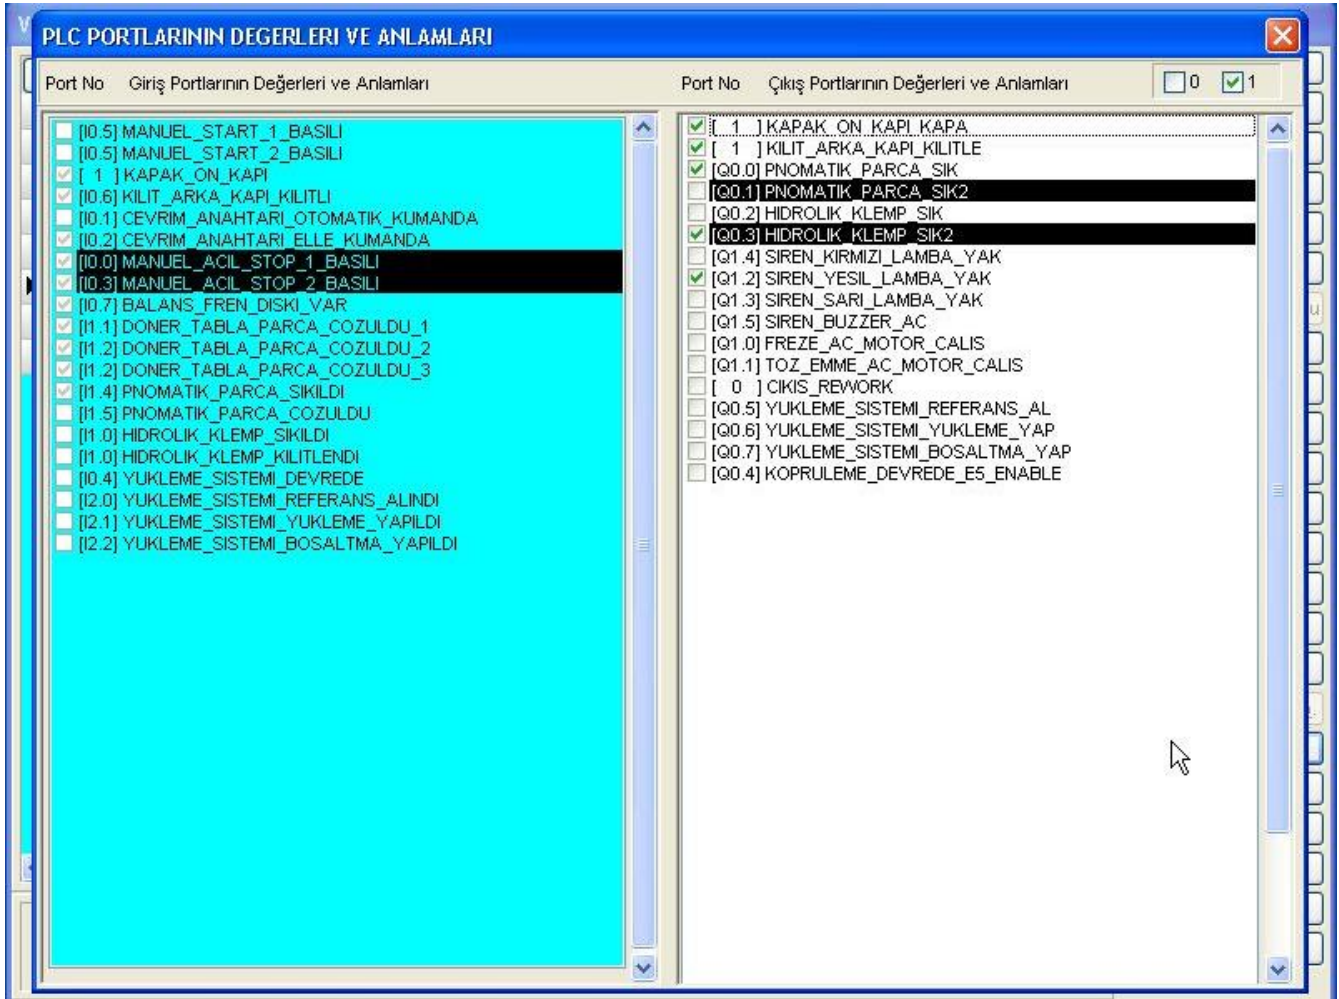 V
PLC PORTLARININ DEGERLERI VE ANLAMLARI
Port No Giriş Portlarının Değerleri ve Anlamları
Port No Çıkış Portlarının Değerleri ve Anlamları 0 1
[I0.5] MANUEL_START_1_BASILI
[I0.5] MANUEL_START_2_BASILI
[ 1 ] KAPAK_ON_KAPI
[I0.6] KILIT_ARKA_KAPI_KILITLI
[I0.1] CEVRIM_ANAHTARI_OTOMATIK_KUMANDA
[I0.2] CEVRIM_ANAHTARI_ELLE_KUMANDA
[I0.0] MANUEL_ACIL_STOP_1_BASILI
[I0.3] MANUEL_ACIL_STOP_2_BASILI
[I0.7] BALANS_FREN_DISKI_VAR
[I1.1] DONER_TABLA_PARCA_COZULDU_1
[I1.2] DONER_TABLA_PARCA_COZULDU_2
[I1.2] DONER_TABLA_PARCA_COZULDU_3
[I1.4] PNOMATIK_PARCA_SIKILDI
[I1.5] PNOMATIK_PARCA_COZULDU
[I1.0] HIDROLIK_KLEMP_SIKILDI
[I1.0] HIDROLIK_KLEMP_KILITLENDI
[I0.4] YUKLEME_SISTEMI_DEVREDE
[I2.0] YUKLEME_SISTEMI_REFERANS_ALINDI
[I2.1] YUKLEME_SISTEMI_YUKLEME_YAPILDI
[I2.2] YUKLEME_SISTEMI_BOSALTMA_YAPILDI
[ 1 ] KAPAK_ON_KAPI_KAPA
[ 1 ] KILIT_ARKA_KAPI_KILITLE
[Q0.0] PNOMATIK_PARCA_SIK
[Q0.1] PNOMATIK_PARCA_SIK2
[Q0.2] HIDROLIK_KLEMP_SIK
[Q0.3] HIDROLIK_KLEMP_SIK2
[Q1.4] SIREN_KIRMIZI_LAMBA_YAK
[Q1.2] SIREN_YESIL_LAMBA_YAK
[Q1.3] SIREN_SARI_LAMBA_YAK
[Q1.5] SIREN_BUZZER_AC
[Q1.0] FREZE_AC_MOTOR_CALIS
[Q1.1] TOZ_EMME_AC_MOTOR_CALIS
[ 0 ] CIKIS_REWORK
[Q0.5] YUKLEME_SISTEMI_REFERANS_AL
[Q0.6] YUKLEME_SISTEMI_YUKLEME_YAP
[Q0.7] YUKLEME_SISTEMI_BOSALTMA_YAP
[Q0.4] KOPRULEME_DEVREDE_E5_ENABLE
u